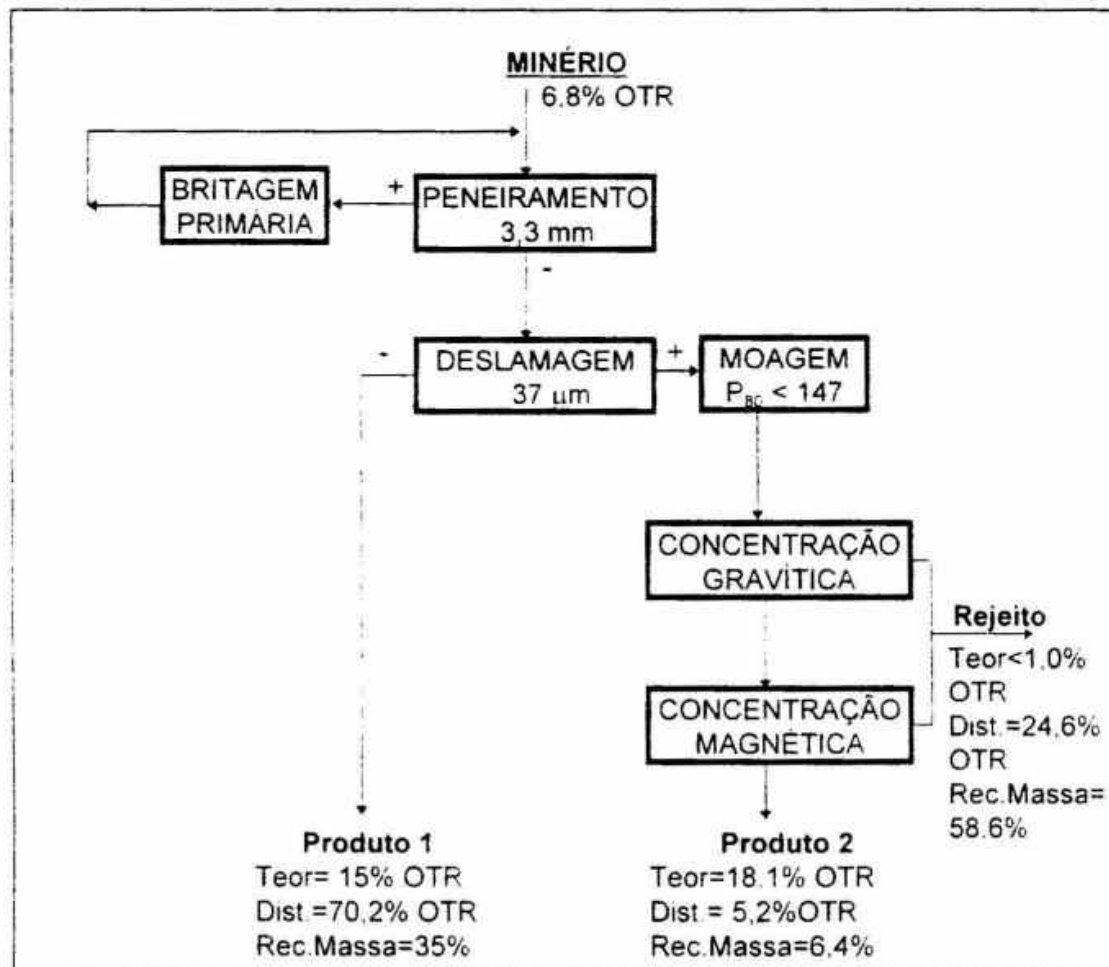 MINÉRIO
6,8% OTR
BRITAGEM
PRIMÁRIA
+
PENEIRAMENTO
3,3 mm
-
-
DESLAMAGEM
37 µm
+
MOAGEM
P80 < 147
CONCENTRAÇÃO
GRAVÍTICA
CONCENTRAÇÃO
MAGNÉTICA
Rejeito
Teor<1.0%
OTR
Dist.=24.6%
OTR
Rec.Massa=
58.6%
Produto 1
Teor= 15% OTR
Dist.=70,2% OTR
Rec.Massa=35%
Produto 2
Teor=18.1% OTR
Dist.= 5,2%OTR
Rec.Massa=6,4%